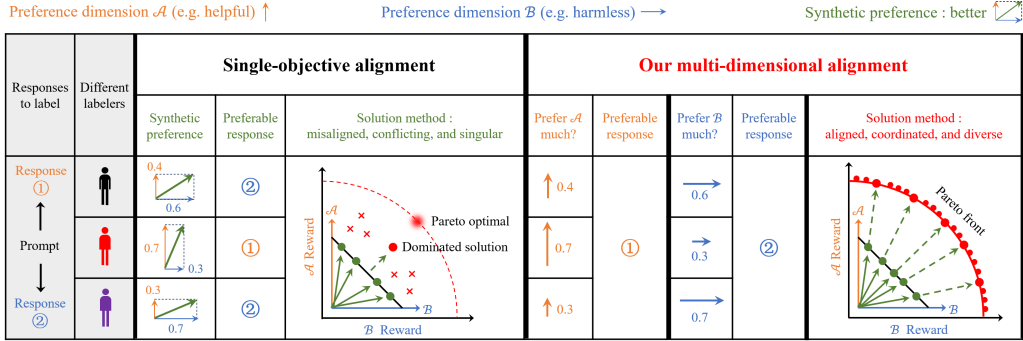 Preference dimension 𝒜 (e.g. helpful)
Preference dimension ℬ (e.g. harmless)
Synthetic preference : better
Responses
to label
Different
labelers
Single-objective alignment
Our multi-dimensional alignment
Synthetic
preference
Preferable
response
Solution method :
misaligned, conflicting, and singular
Prefer 𝒜
much?
Preferable
response
Prefer ℬ
much?
Preferable
response
Solution method :
aligned, coordinated, and diverse
Response
①
Prompt
Response
②
0.4
0.6
②
0.7
0.3
①
0.3
0.7
②
𝒜 Reward
𝒜
Pareto optimal
Dominated solution
ℬ
ℬ Reward
0.4
0.7
0.3
①
0.6
0.3
0.7
②
𝒜 Reward
𝒜
Pareto front
ℬ
ℬ Reward